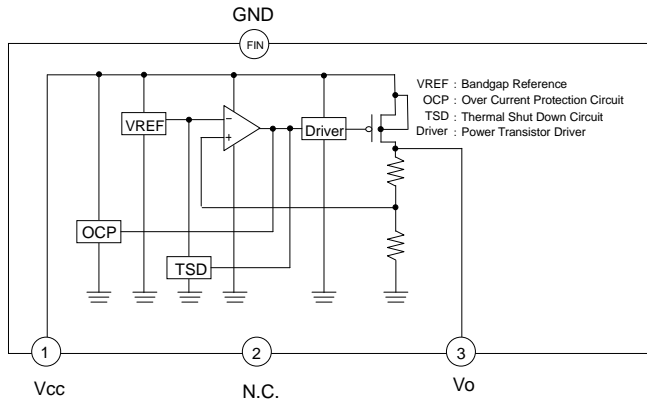 GND
FIN
VREF : Bandgap Reference
OCP : Over Current Protection Circuit
TSD : Thermal Shut Down Circuit
Driver : Power Transistor Driver
VREF
−
+
Driver
OCP
TSD
1
2
3
Vcc
N.C.
Vo